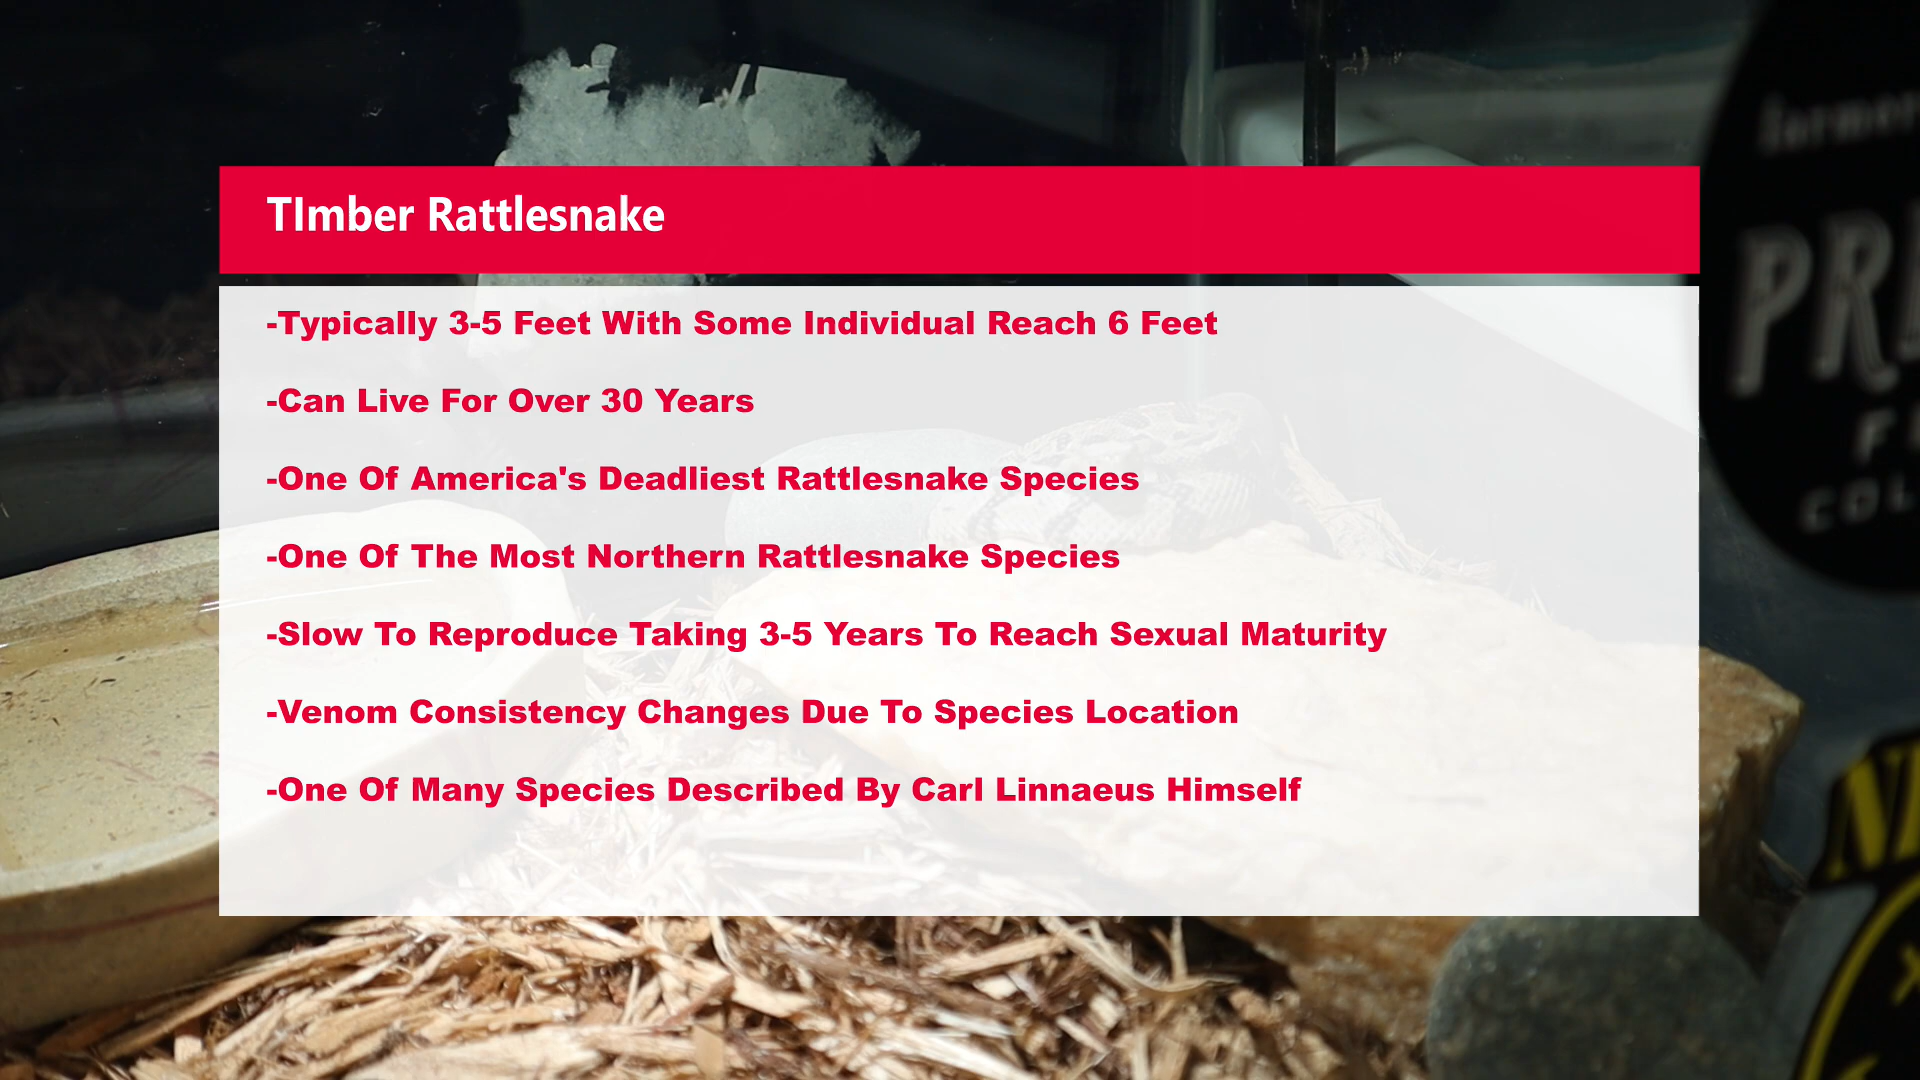 TImber Rattlesnake
-Typically 3-5 Feet With Some Individual Reach 6 Feet
-Can Live For Over 30 Years
-One Of America's Deadliest Rattlesnake Species
-One Of The Most Northern Rattlesnake Species
-Slow To Reproduce Taking 3-5 Years To Reach Sexual Maturity
-Venom Consistency Changes Due To Species Location
-One Of Many Species Described By Carl Linnaeus Himself